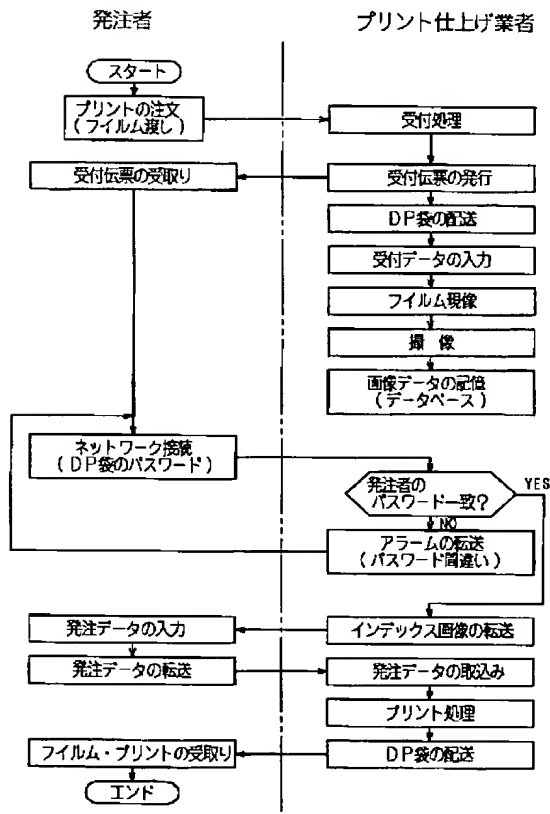 発注者
プリント仕上げ業者
スタート
プリントの注文
(フイルム渡し)
受付処理
受付伝票の受取り
受付伝票の発行
DP袋の配送
受付データの入力
フイルム現像
撮 像
画像データの記憶
(データベース)
ネットワーク接続
(DP袋のパスワード)
発注者の
パスワード一致?
YES
NO
アラームの転送
(パスワード間違い)
発注データの入力
インデックス画像の転送
発注データの転送
発注データの取込み
プリント処理
フイルム・プリントの受取り
DP袋の配送
エンド